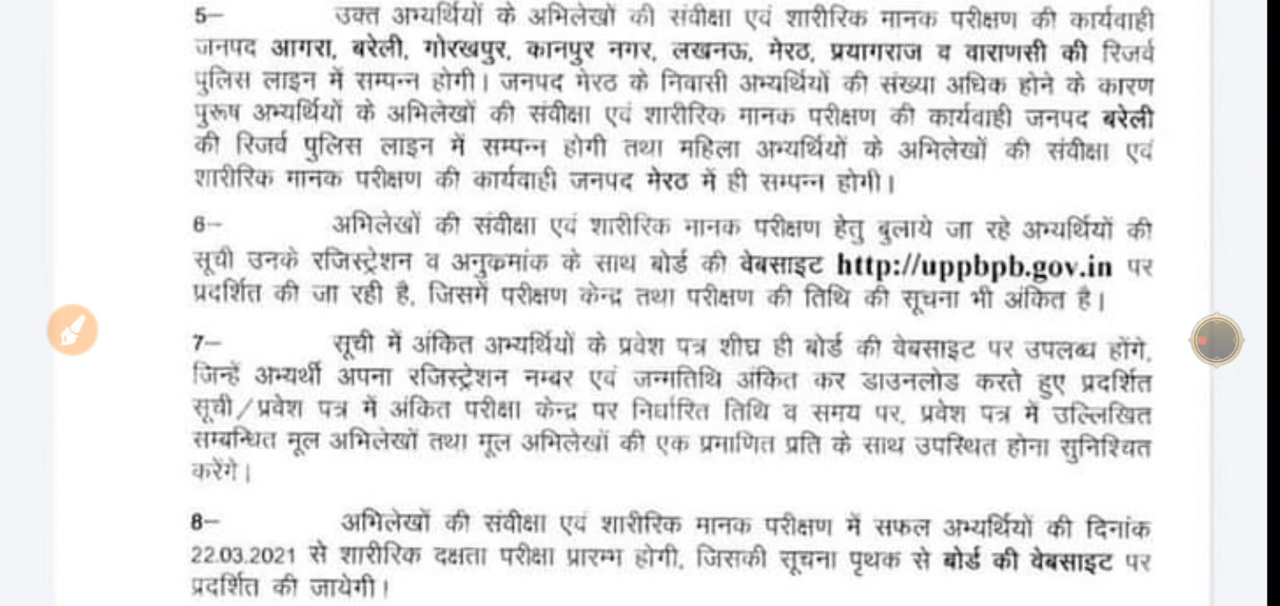 5– उक्त अभ्यर्थियों के अभिलेखों की संवीक्षा एवं शारीरिक मानक परीक्षण की कार्यवाही
जनपद आगरा, बरेली, गोरखपुर, कानपुर नगर, लखनऊ, मेरठ, प्रयागराज व वाराणसी की रिजर्व
पुलिस लाइन में सम्पन्न होगी। जनपद मेरठ के निवासी अभ्यर्थियों की संख्या अधिक होने के कारण
पुरूष अभ्यर्थियों के अभिलेखों की संवीक्षा एवं शारीरिक मानक परीक्षण की कार्यवाही जनपद बरेली
की रिजर्व पुलिस लाइन में सम्पन्न होगी तथा महिला अभ्यर्थियों के अभिलेखों की संवीक्षा एवं
शारीरिक मानक परीक्षण की कार्यवाही जनपद मेरठ में ही सम्पन्न होगी।
6– अभिलेखों की संवीक्षा एवं शारीरिक मानक परीक्षण हेतु बुलाये जा रहे अभ्यर्थियों की
सूची उनके रजिस्ट्रेशन व अनुक्रमांक के साथ बोर्ड की वेबसाइट http://uppbpb.gov.in पर
प्रदर्शित की जा रही है, जिसमें परीक्षण केन्द्र तथा परीक्षण की तिथि की सूचना भी अंकित है।
7– सूची में अंकित अभ्यर्थियों के प्रवेश पत्र शीघ्र ही बोर्ड की वेबसाइट पर उपलब्ध होंगे,
जिन्हें अभ्यर्थी अपना रजिस्ट्रेशन नम्बर एवं जन्मतिथि अंकित कर डाउनलोड करते हुए प्रदर्शित
सूची/प्रवेश पत्र में अंकित परीक्षा केन्द्र पर निर्धारित तिथि व समय पर, प्रवेश पत्र में उल्लिखित
सम्बन्धित मूल अभिलेखों तथा मूल अभिलेखों की एक प्रमाणित प्रति के साथ उपस्थित होना सुनिश्चित
करेंगे।
8– अभिलेखों की संवीक्षा एवं शारीरिक मानक परीक्षण में सफल अभ्यर्थियों की दिनांक
22.03.2021 से शारीरिक दक्षता परीक्षा प्रारम्भ होगी, जिसकी सूचना पृथक से बोर्ड की वेबसाइट पर
प्रदर्शित की जायेगी।